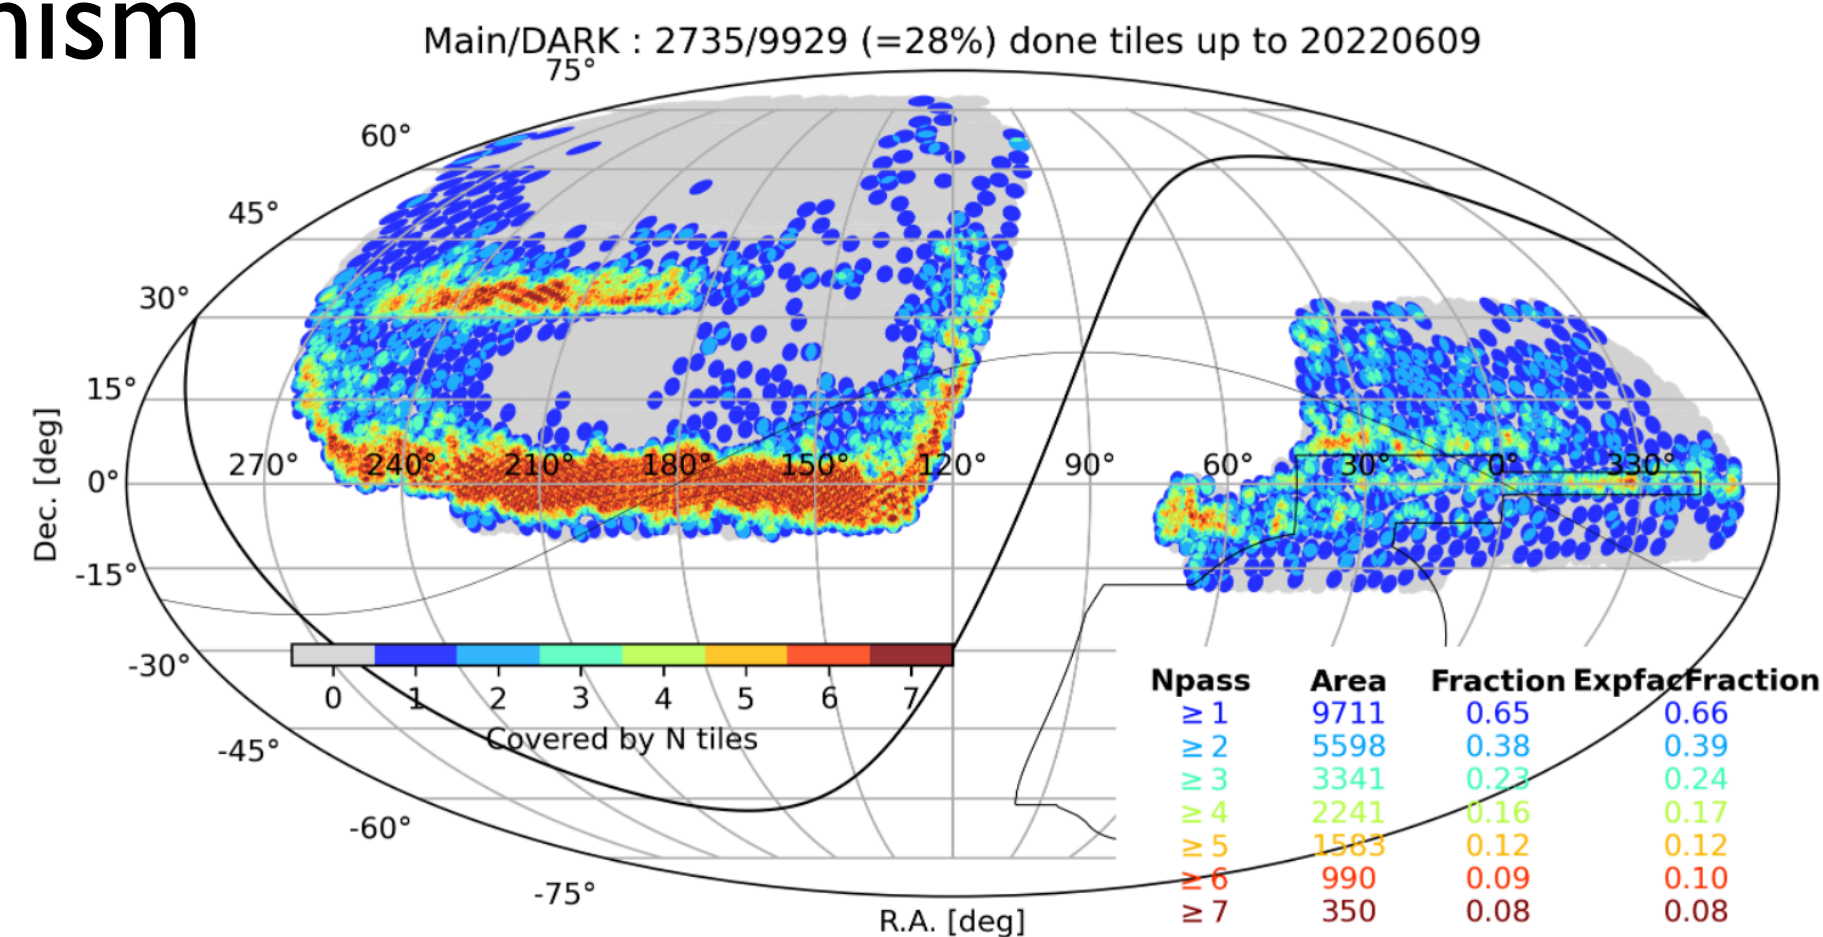 nism
Main/DARK : 2735/9929 (=28%) done tiles up to 20220609
75°
60°
45°
30°
15°
0°
-15°
-30°
-45°
-60°
-75°
Dec. [deg]
270° 240° 210° 180° 150° 120° 90° 60° 30° 0° 330°
0 1 2 3 4 5 6 7
Covered by N tiles
R.A. [deg]
Npass Area Fraction ExpfacFraction
≥ 1 9711 0.65 0.66
≥ 2 5598 0.38 0.39
≥ 3 3341 0.23 0.24
≥ 4 2241 0.16 0.17
≥ 5 1583 0.12 0.12
≥ 6 990 0.09 0.10
≥ 7 350 0.08 0.08